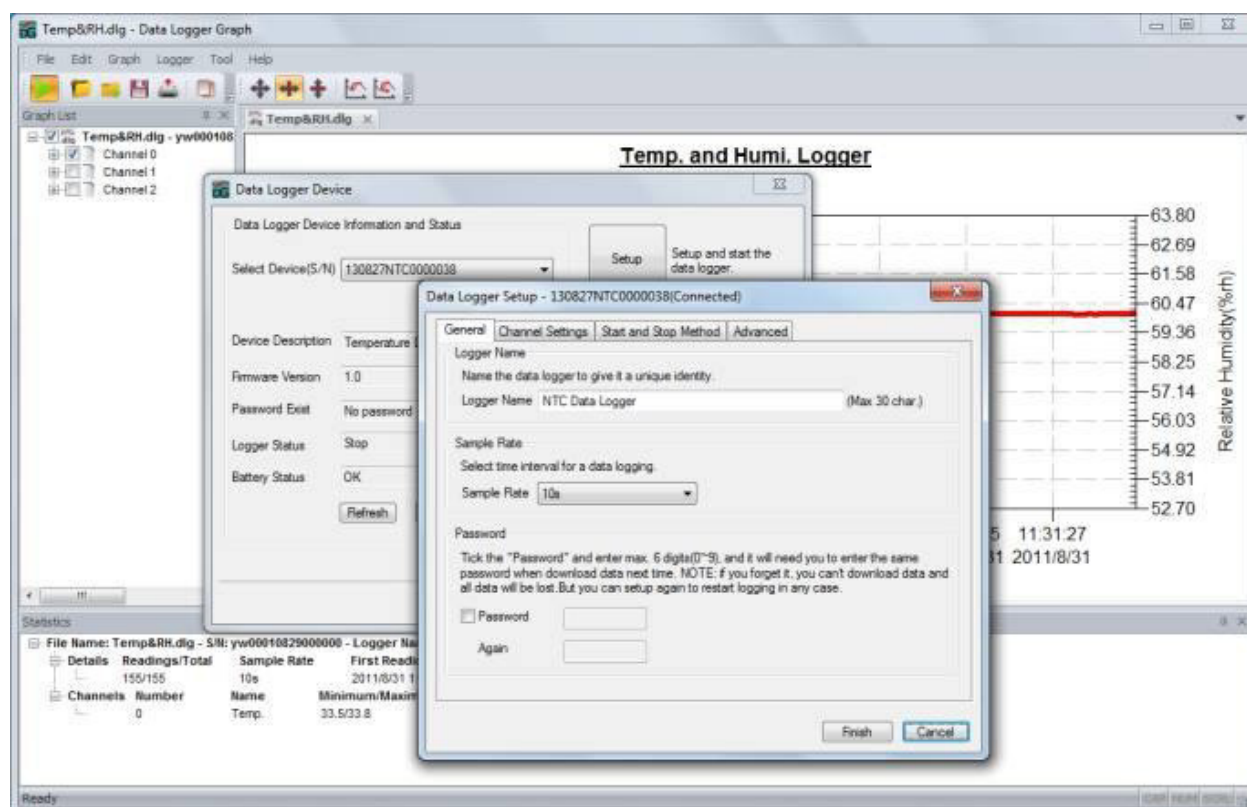 Temp&RH.dlg - Data Logger Graph
File Edit Graph Logger Tool Help
Graph List
Temp&RH.dlg
Temp&RH.dlg - yw000108
Channel 0
Channel 1
Channel 2
Temp. and Humi. Logger
63.80
62.69
61.58
60.47
59.36
58.25
57.14
56.03
54.92
53.81
52.70
Relative Humidity(%rh)
11:31:27
2011/8/31
Data Logger Device
Data Logger Device Information and Status
Select Device(S/N) 130827NTC0000038
Setup
Setup and start the
data logger.
Device Description Temperature
Firmware Version 1.0
Password Exist No password
Logger Status Stop
Battery Status OK
Refresh
Data Logger Setup - 130827NTC0000038(Connected)
General Channel Settings Start and Stop Method Advanced
Logger Name
Name the data logger to give it a unique identity.
Logger Name NTC Data Logger (Max 30 char.)
Sample Rate
Select time interval for a data logging.
Sample Rate 10s
Password
Tick the "Password" and enter max. 6 digits(0~9), and it will need you to enter the same
password when download data next time. NOTE: if you forget it, you can't download data and
all data will be lost.But you can setup again to restart logging in any case.
Password
Again
Finish Cancel
Statistics
File Name: Temp&RH.dlg - S/N: yw00010829000000 - Logger
Details Readings/Total Sample Rate First
155/155 10s 2011/8/31
Channels Number Name
0 Temp. 33.5/33.8
Ready
CAP NUM SCRL